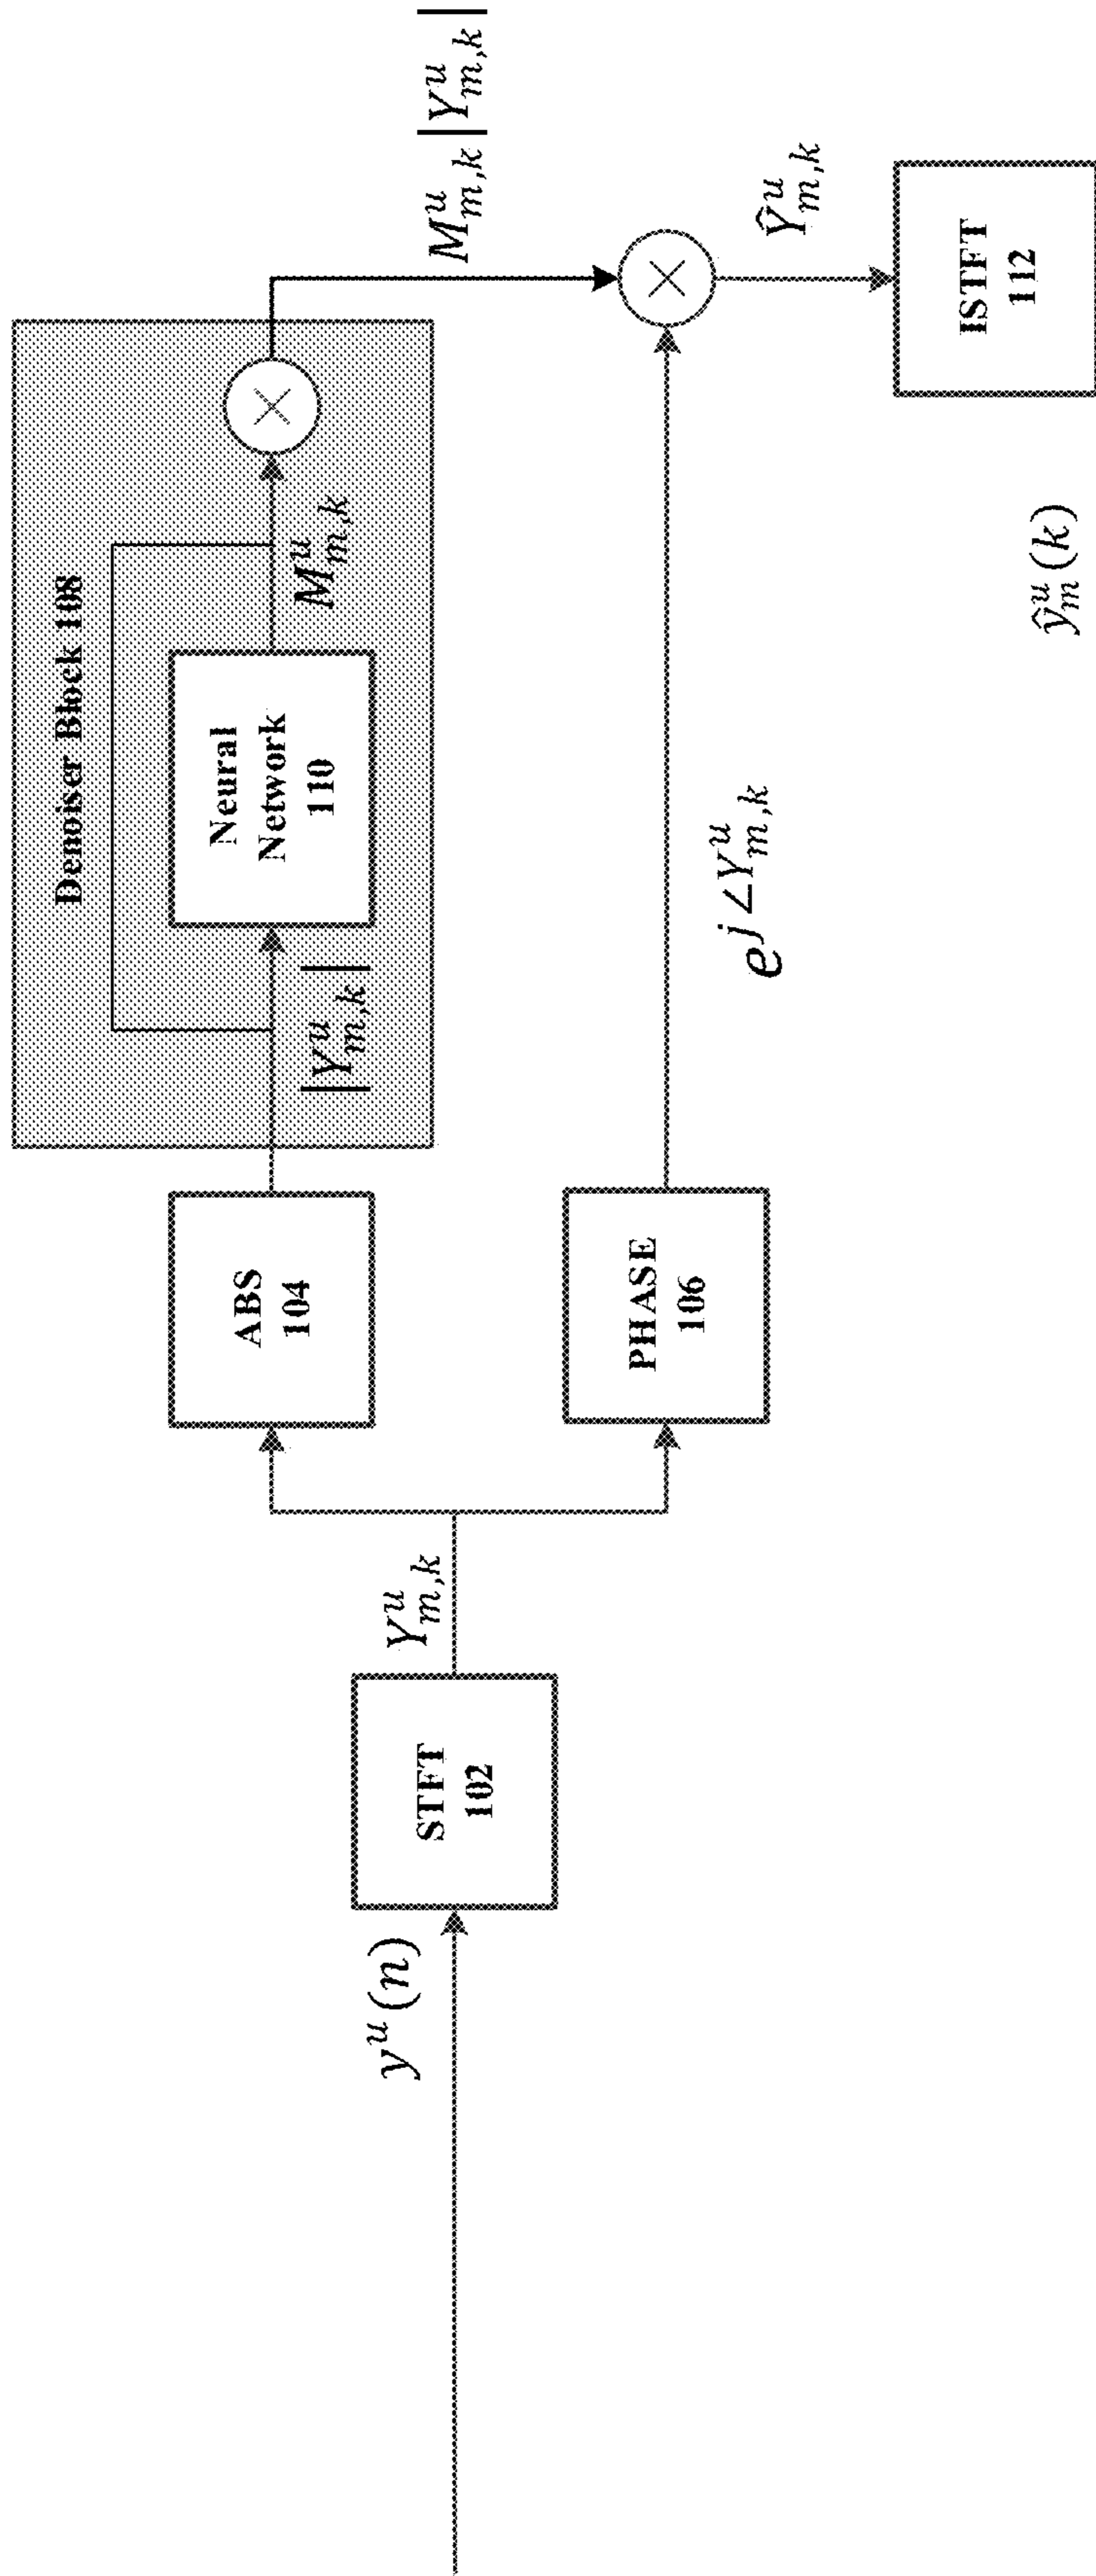 y^u(n)
STFT
102
Y^u_{m,k}
ABS
104
PHASE
106
Denoiser Block 108
|Y^u_{m,k}|
Neural
Network
110
M^u_{m,k}
×
M^u_{m,k}|Y^u_{m,k}|
e^{j∠Y^u_{m,k}}
×
Ŷ^u_{m,k}
ISTFT
112
ŷ^u_m(k)